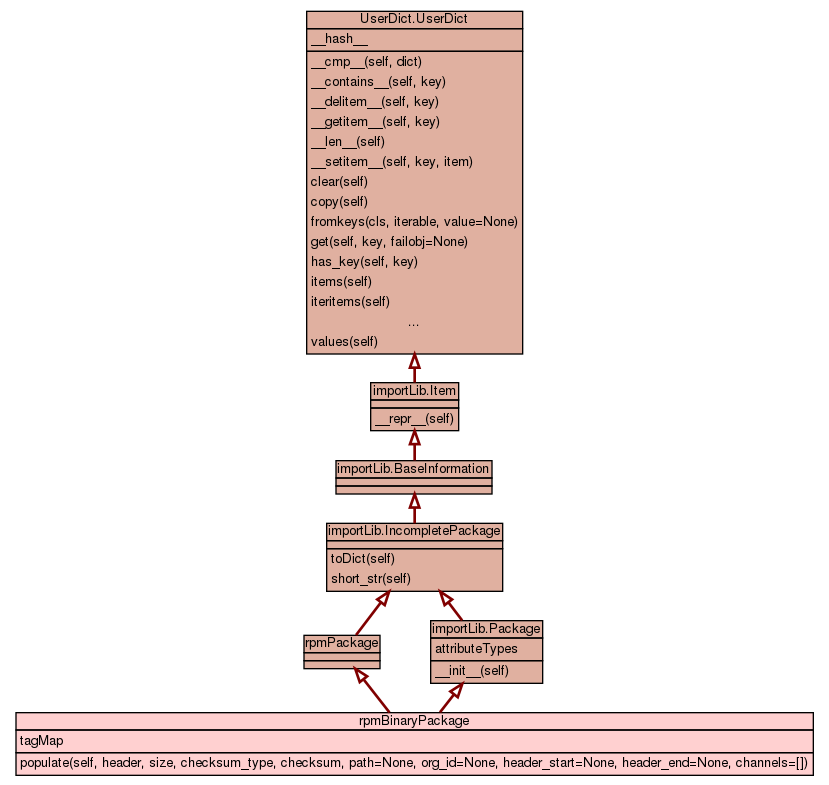 UserDict.UserDict
__hash__
__cmp__(self, dict)
__contains__(self, key)
__delitem__(self, key)
__getitem__(self, key)
__len__(self)
__setitem__(self, key, item)
clear(self)
copy(self)
fromkeys(cls, iterable, value=None)
get(self, key, failobj=None)
has_key(self, key)
items(self)
iteritems(self)
...
values(self)
importLib.Item
__repr__(self)
importLib.BaseInformation
importLib.IncompletePackage
toDict(self)
short_str(self)
rpmPackage
importLib.Package
attributeTypes
__init__(self)
rpmBinaryPackage
tagMap
populate(self, header, size, checksum_type, checksum, path=None, org_id=None, header_start=None, header_end=None, channels=[])